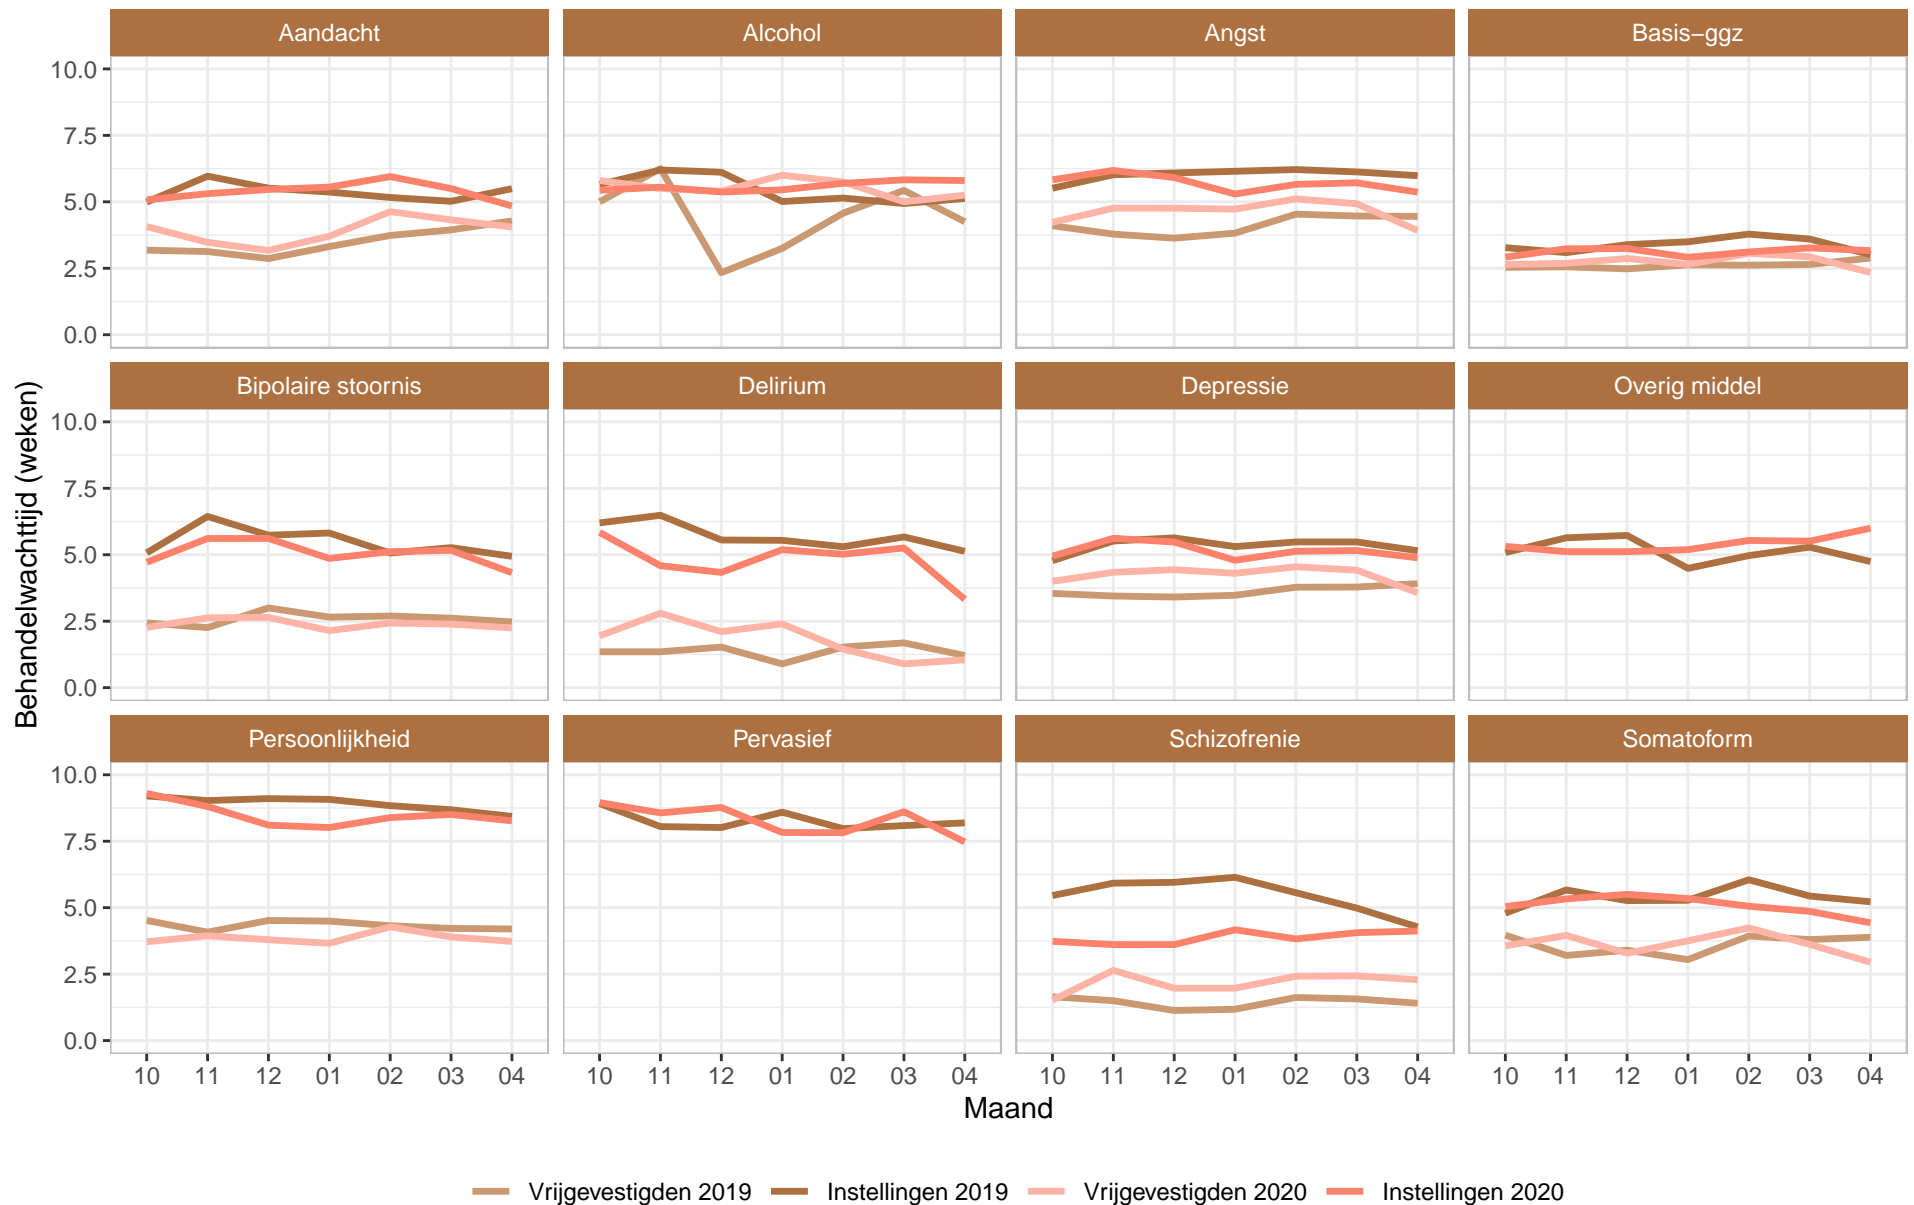 Aandacht Alcohol Angst Basis−ggz
10.0
7.5
5.0
2.5
0.0
Bipolaire stoornis Delirium Depressie Overig middel
10.0
7.5
5.0
2.5
0.0
Persoonlijkheid Pervasief Schizofrenie Somatoform
10.0
7.5
5.0
2.5
0.0
10 11 12 01 02 03 04 10 11 12 01 02 03 04 10 11 12 01 02 03 04 10 11 12 01 02 03 04
Behandelwachttijd (weken)
Maand
Vrijgevestigden 2019 Instellingen 2019 Vrijgevestigden 2020 Instellingen 2020